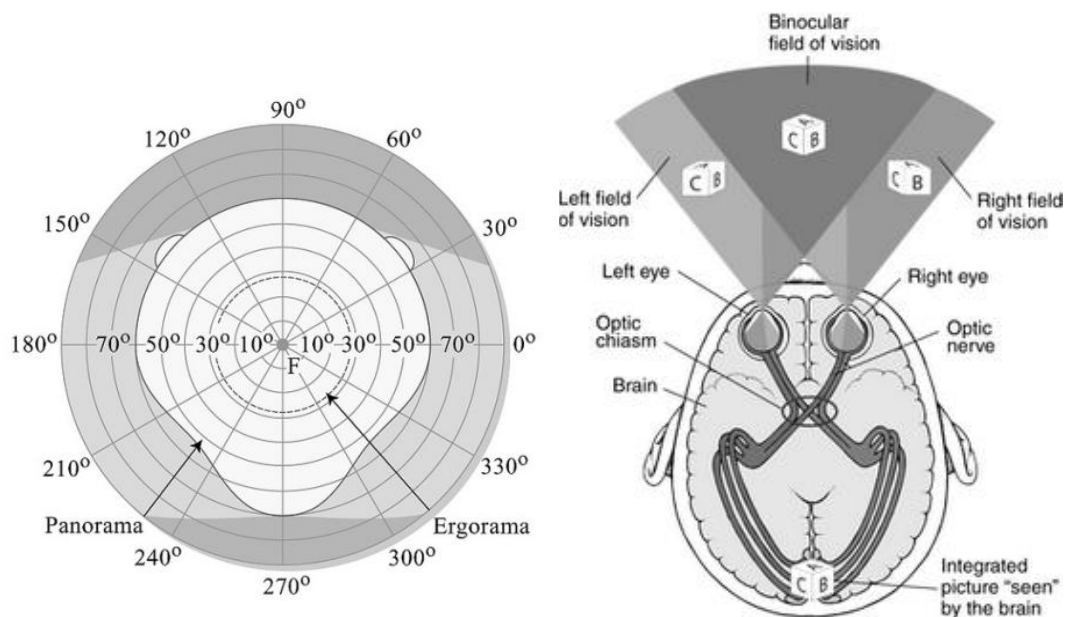 90°
120°
60°
150°
30°
180°
70°
50°
30°
10°
10°
30°
50°
70°
0°
F
210°
330°
Panorama
Ergorama
240°
300°
270°
Binocular
field of vision
A
C B
A
C B
A
C B
Left field
of vision
Right field
of vision
Left eye
Right eye
Optic
chiasm
Optic
nerve
Brain
A
C B
Integrated
picture "seen"
by the brain